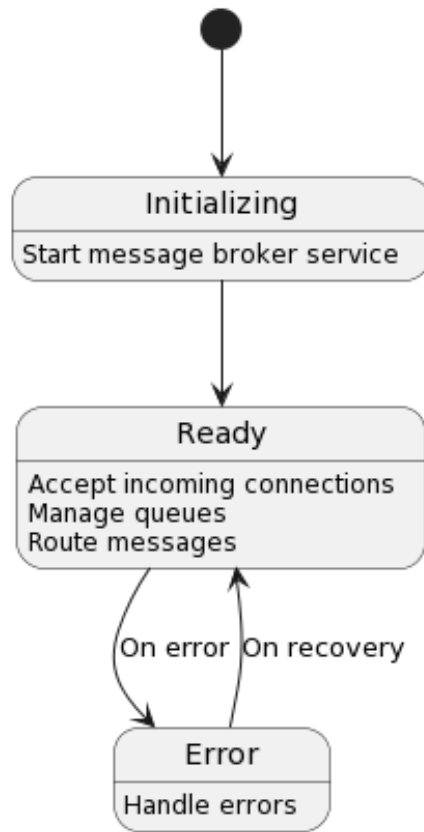 Initializing
Start message broker service
Ready
Accept incoming connections
Manage queues
Route messages
On error
On recovery
Error
Handle errors